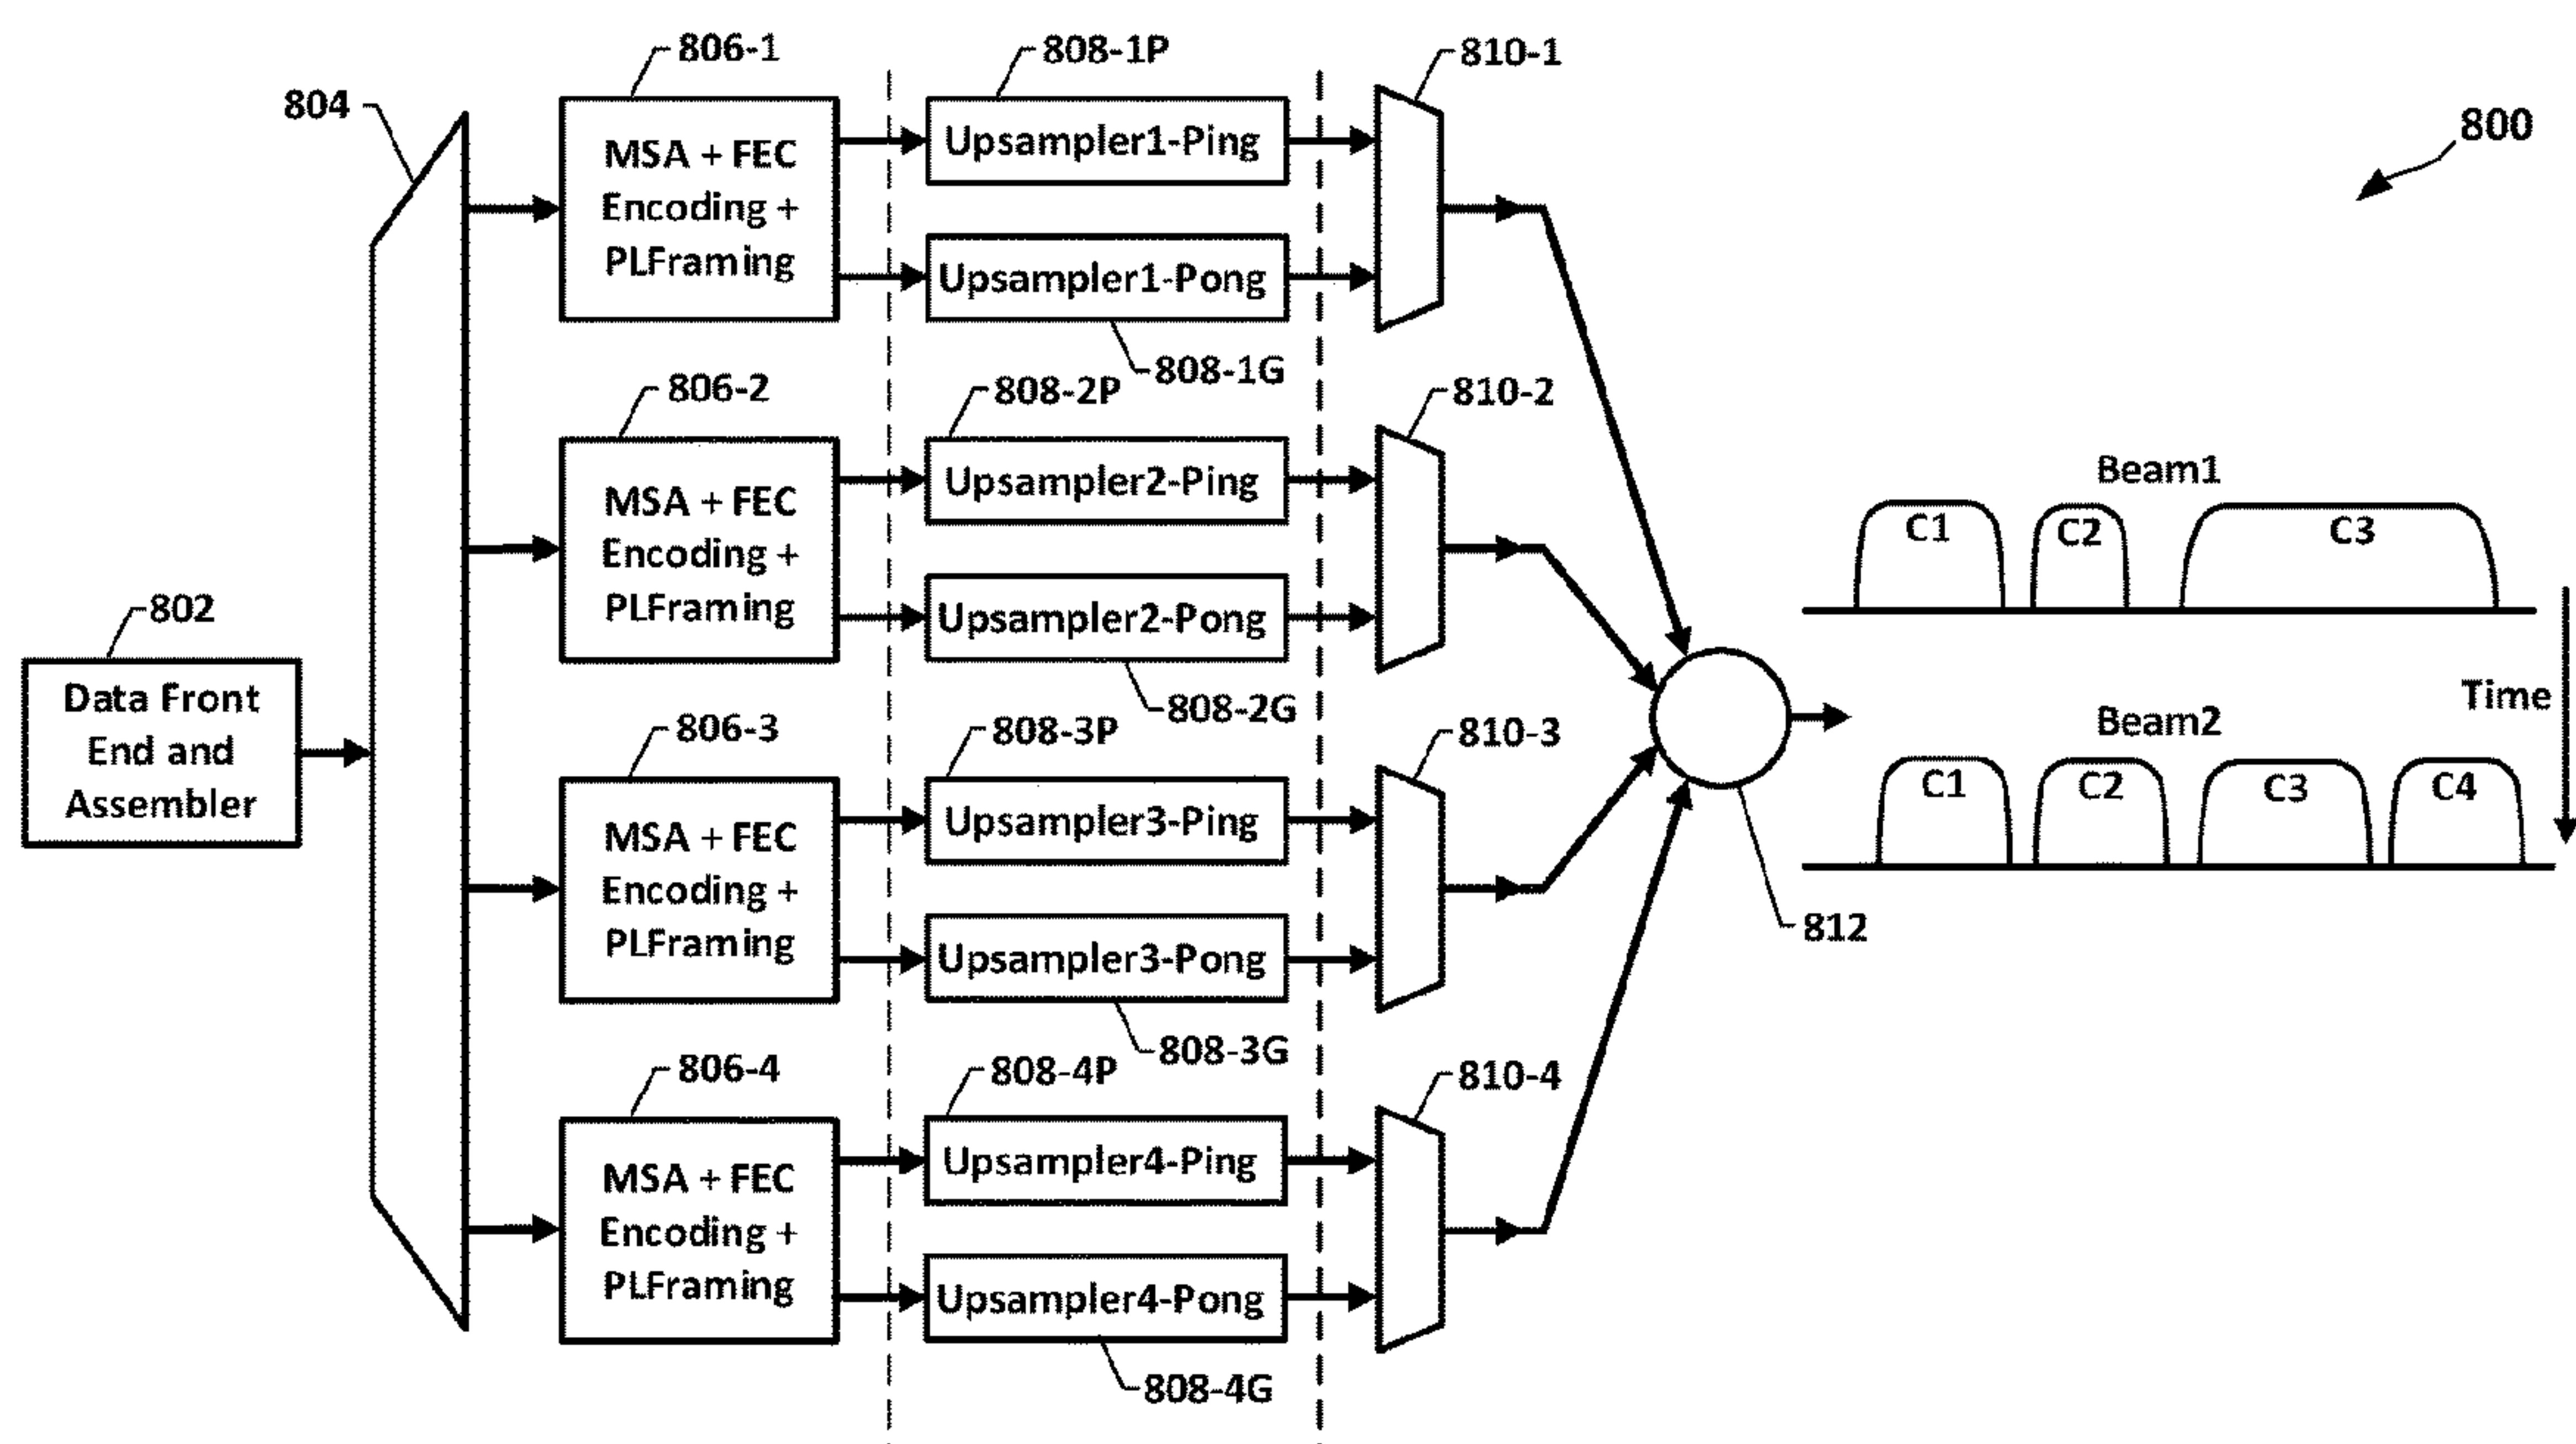 806-1
808-1P
810-1
804
800
MSA + FEC
Encoding +
PLFraming
Upsampler1-Ping
Upsampler1-Pong
808-1G
806-2
808-2P
810-2
MSA + FEC
Encoding +
PLFraming
Upsampler2-Ping
Upsampler2-Pong
808-2G
Beam1
C1
C2
C3
802
Data Front
End and
Assembler
Time
806-3
808-3P
810-3
Beam2
C1
C2
C3
C4
MSA + FEC
Encoding +
PLFraming
Upsampler3-Ping
Upsampler3-Pong
808-3G
812
806-4
808-4P
810-4
MSA + FEC
Encoding +
PLFraming
Upsampler4-Ping
Upsampler4-Pong
808-4G